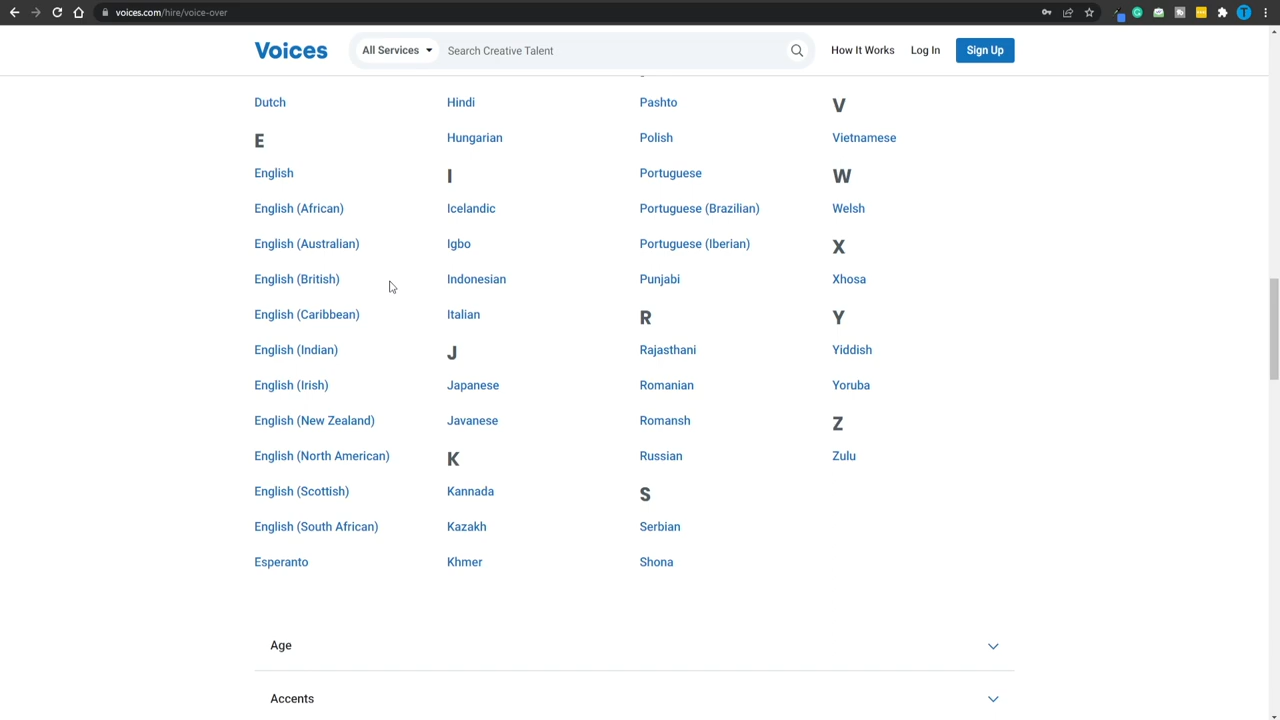 voices.com/hire/voice-over
T
Voices
All Services
Search Creative Talent
How It Works
Log In
Sign Up
Dutch
E
English
English (African)
English (Australian)
English (British)
English (Caribbean)
English (Indian)
English (Irish)
English (New Zealand)
English (North American)
English (Scottish)
English (South African)
Esperanto
Hindi
Hungarian
I
Icelandic
Igbo
Indonesian
Italian
J
Japanese
Javanese
K
Kannada
Kazakh
Khmer
Pashto
Polish
Portuguese
Portuguese (Brazilian)
Portuguese (Iberian)
Punjabi
R
Rajasthani
Romanian
Romansh
Russian
S
Serbian
Shona
V
Vietnamese
W
Welsh
X
Xhosa
Y
Yiddish
Yoruba
Z
Zulu
Age
Accents